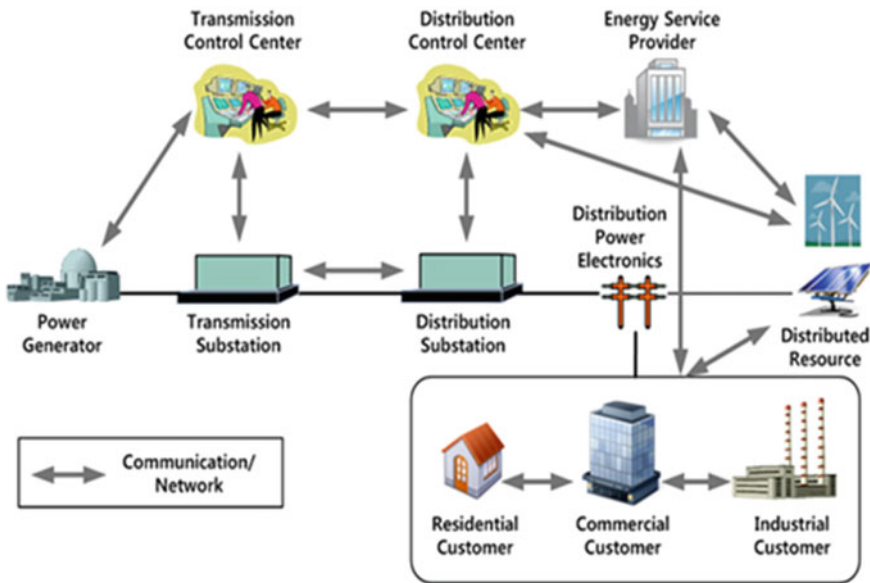 Transmission
Control Center
Distribution
Control Center
Energy Service
Provider
Distribution
Power
Electronics
Power
Generator
Transmission
Substation
Distribution
Substation
Distributed
Resource
Communication/
Network
Residential
Customer
Commercial
Customer
Industrial
Customer